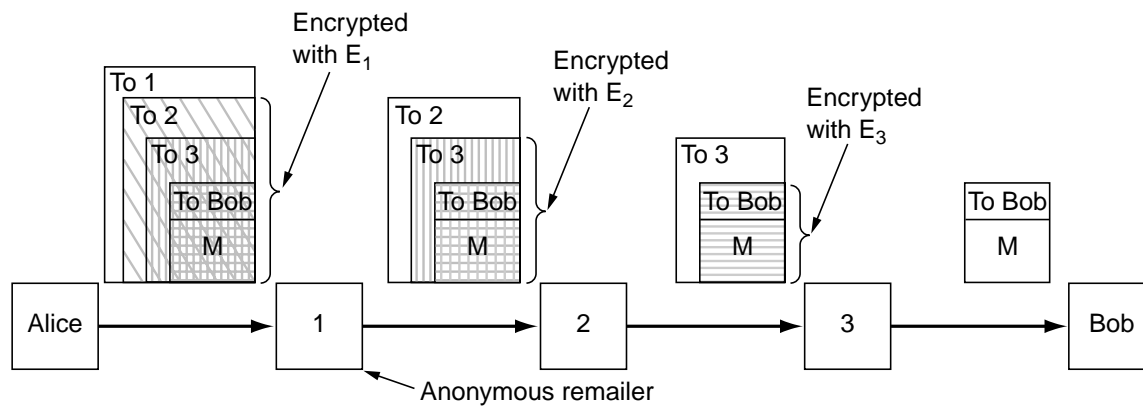 Encrypted
with E1
Encrypted
with E2
Encrypted
with E3
To 1
To 2
To 3
To Bob
M
To 2
To 3
To Bob
M
To 3
To Bob
M
To Bob
M
Alice
1
2
3
Bob
Anonymous remailer